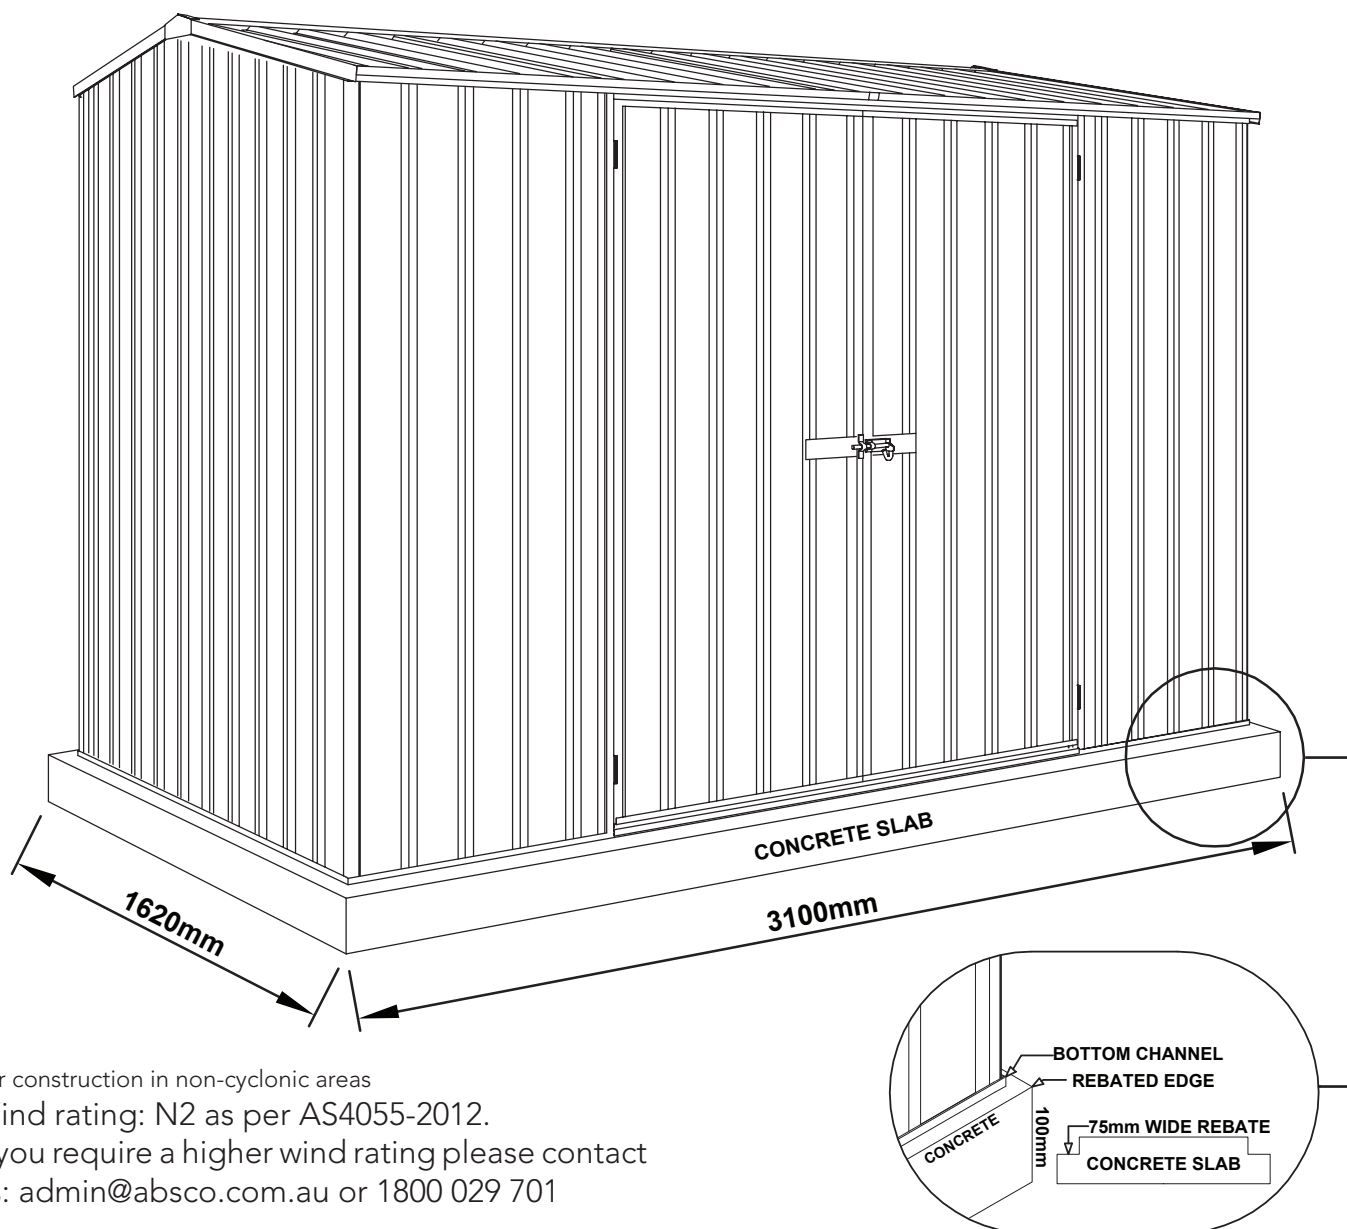 CONCRETE SLAB
1620mm
3100mm
BOTTOM CHANNEL
REBATED EDGE
CONCRETE
100mm
75mm WIDE REBATE
CONCRETE SLAB
r construction in non-cyclonic areas
ind rating: N2 as per AS4055-2012.
you require a higher wind rating please contact
s: admin@absco.com.au or 1800 029 701